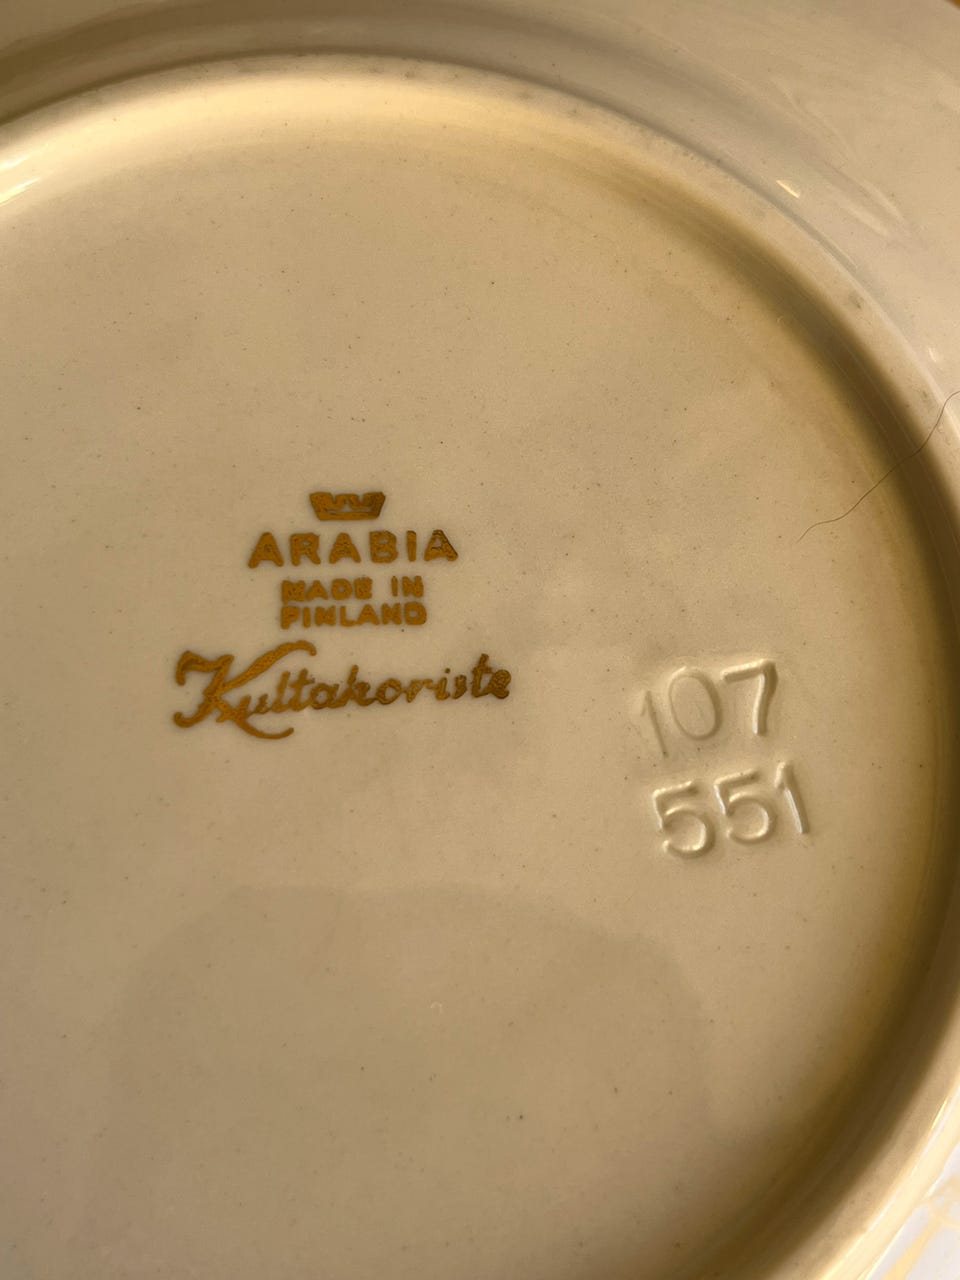 ARABIA
MADE IN
FINLAND
Kultakoriste
107
551